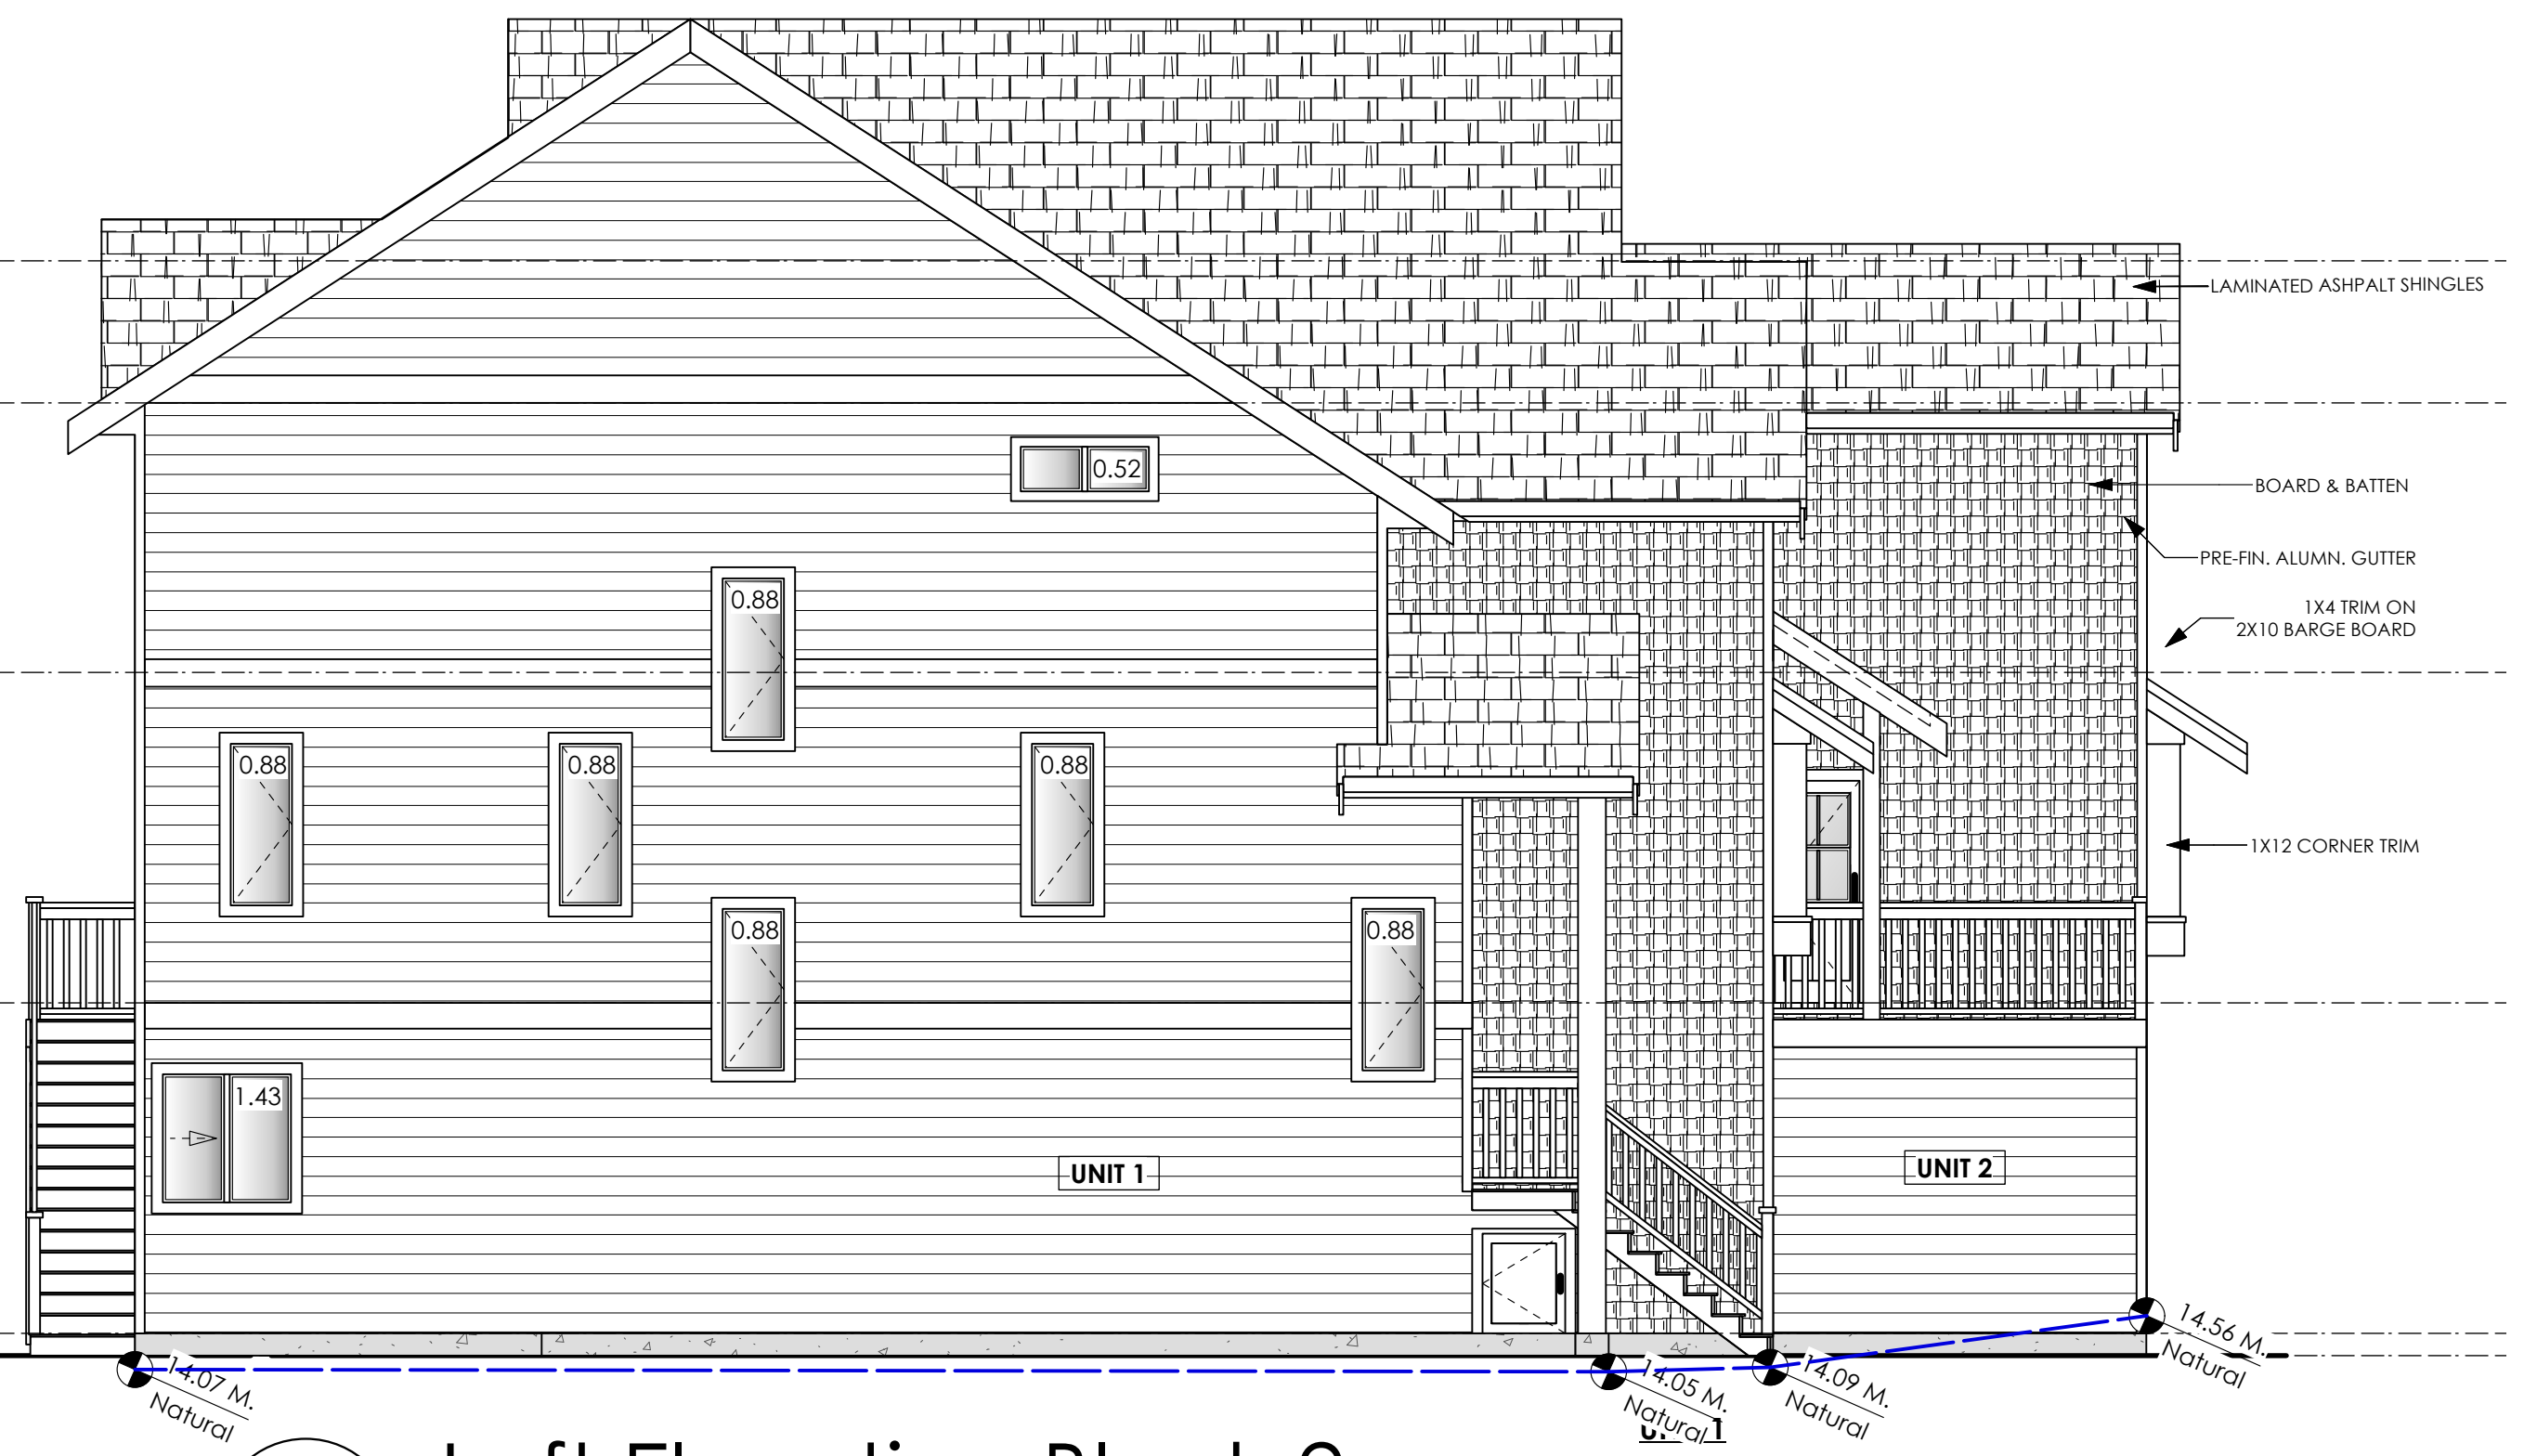 LAMINATED ASHPALT SHINGLES
0.52
BOARD & BATTEN
PRE-FIN. ALUMN. GUTTER
0.88
1X4 TRIM ON
2X10 BARGE BOARD
0.88
0.88
0.88
1X12 CORNER TRIM
0.88
0.88
1.43
UNIT 1
UNIT 2
14.07 M.
Natural
14.05 M.
Natural
14.09 M.
Natural
14.56 M.
Natural